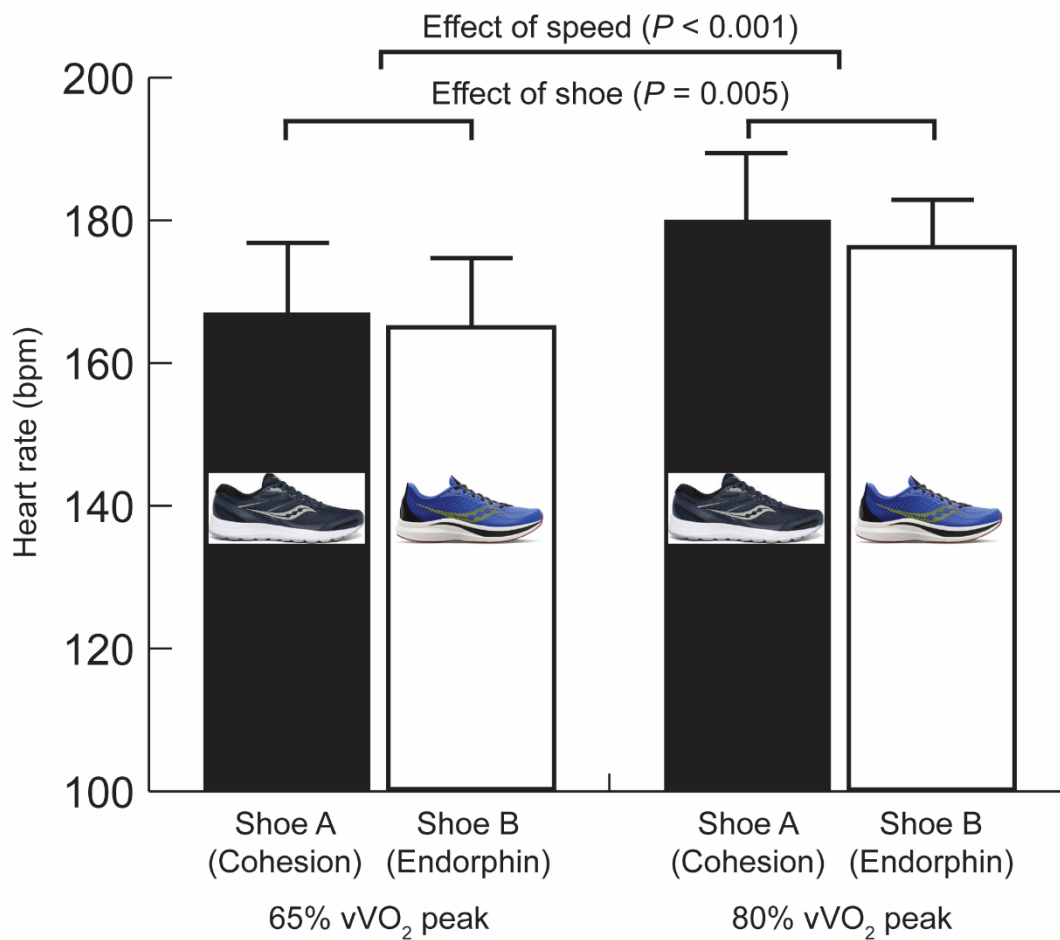 Effect of speed (P < 0.001)
Effect of shoe (P = 0.005)
Heart rate (bpm)
200
180
160
140
120
100
Shoe A
(Cohesion)
Shoe B
(Endorphin)
Shoe A
(Cohesion)
Shoe B
(Endorphin)
65% vVO₂ peak
80% vVO₂ peak